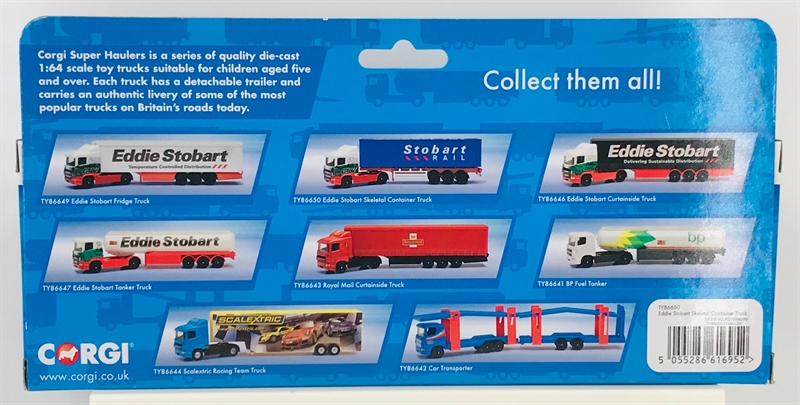 Corgi Super Haulers is a series of quality die-cast
1:64 scale toy trucks suitable for children aged five
and over. Each truck has a detachable trailer and
carries an authentic livery of some of the most
popular trucks on Britain's roads today.
Collect them all!
Eddie Stobart
Temperature Controlled Distribution
TY86649 Eddie Stobart Fridge Truck
Stobart
RAIL
TY86650 Eddie Stobart Skeletal Container Truck
Eddie Stobart
Delivering Sustainable Distribution
TY86646 Eddie Stobart Curtainside Truck
Eddie Stobart
TY86647 Eddie Stobart Tanker Truck
TY86643 Royal Mail Curtainside Truck
bp
TY86641 BP Fuel Tanker
SCALEXTRIC
TY86644 Scalextric Racing Team Truck
TY86642 Car Transporter
TY86650
Eddie Stobart Skeletal Container Truck
5 055286 616952 >
CORGI
www.corgi.co.uk